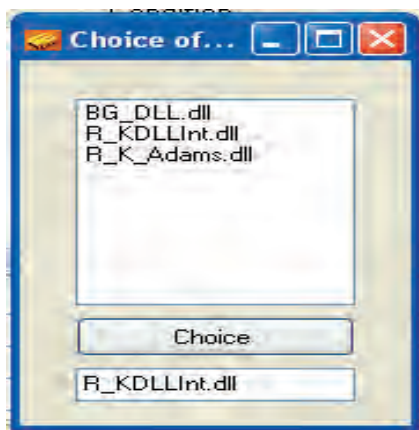 Choice of...
BG_DLL.dll
R_KDLLInt.dll
R_K_Adams.dll
Choice
R_KDLLInt.dll